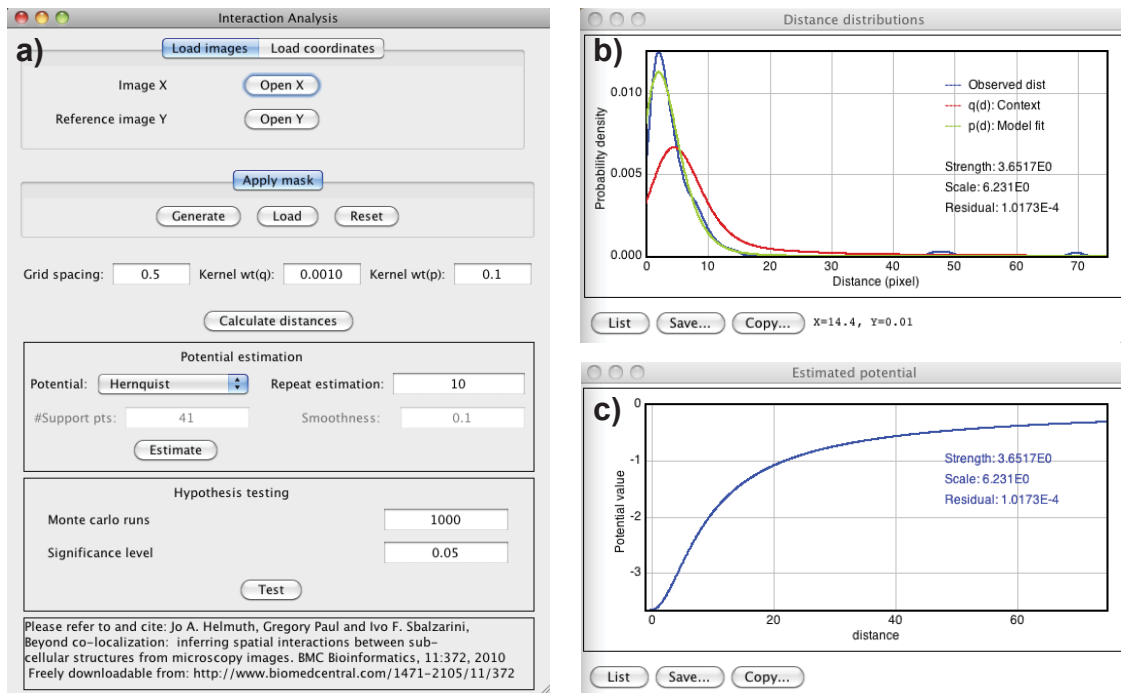 Interaction Analysis
a)
Load images Load coordinates
Image X Open X
Reference image Y Open Y
Apply mask
Generate Load Reset
Grid spacing: 0.5 Kernel wt(q): 0.0010 Kernel wt(p): 0.1
Calculate distances
Potential estimation
Potential: Hernquist Repeat estimation: 10
#Support pts: 41 Smoothness: 0.1
Estimate
Hypothesis testing
Monte carlo runs 1000
Significance level 0.05
Test
Please refer to and cite: Jo A. Helmuth, Gregory Paul and Ivo F. Sbalzarini,
Beyond co-localization: inferring spatial interactions between sub-
cellular structures from microscopy images. BMC Bioinformatics, 11:372, 2010
Freely downloadable from: http://www.biomedcentral.com/1471-2105/11/372
Distance distributions
b)
Probability density
0.010
0.005
0.000
Observed dist
q(d): Context
p(d): Model fit
Strength: 3.6517E0
Scale: 6.231E0
Residual: 1.0173E-4
0 10 20 30 40 50 60 70
Distance (pixel)
List Save... Copy... X=14.4, Y=0.01
Estimated potential
c)
Potential value
0
-1
-2
-3
Strength: 3.6517E0
Scale: 6.231E0
Residual: 1.0173E-4
0 20 40 60
distance
List Save... Copy...